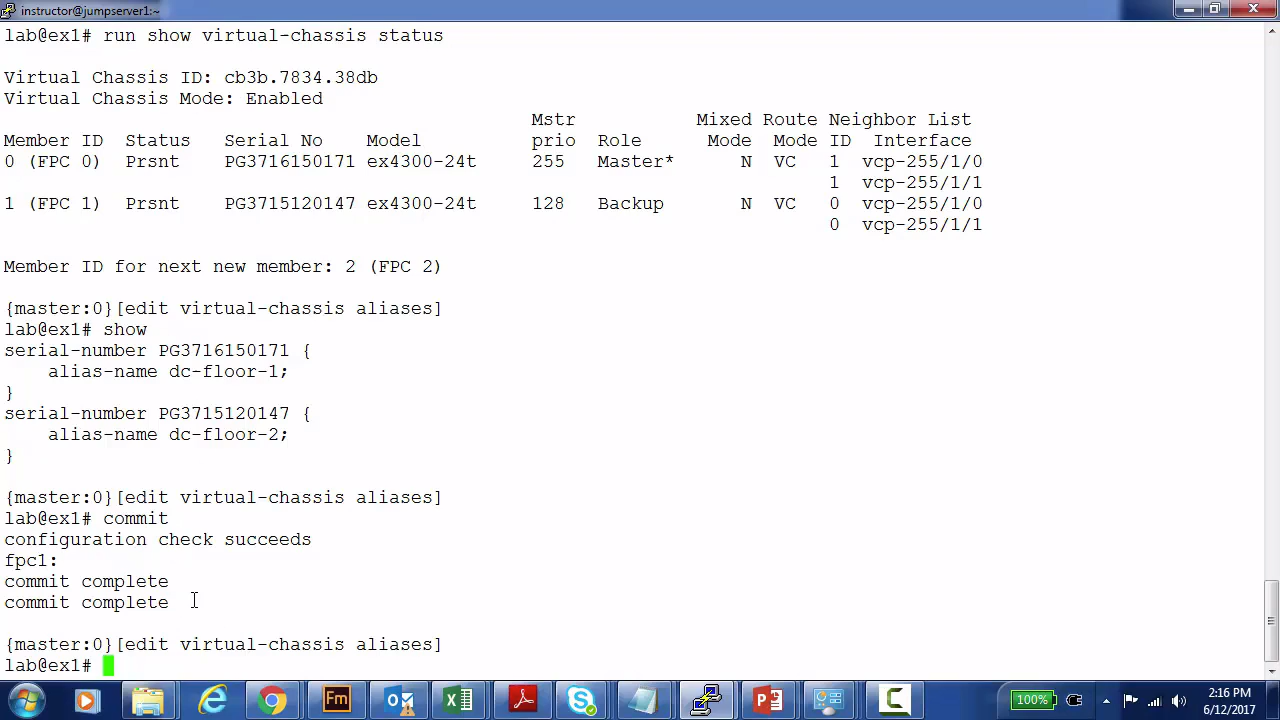 instructor@jumpserver1:~
lab@ex1# run show virtual-chassis status
Virtual Chassis ID: cb3b.7834.38db
Virtual Chassis Mode: Enabled
Mstr Mixed Route Neighbor List
Member ID Status Serial No Model prio Role Mode Mode ID Interface
0 (FPC 0) Prsnt PG3716150171 ex4300-24t 255 Master* N VC 1 vcp-255/1/0
1 vcp-255/1/1
1 (FPC 1) Prsnt PG3715120147 ex4300-24t 128 Backup N VC 0 vcp-255/1/0
0 vcp-255/1/1
Member ID for next new member: 2 (FPC 2)
{master:0}[edit virtual-chassis aliases]
lab@ex1# show
serial-number PG3716150171 {
alias-name dc-floor-1;
}
serial-number PG3715120147 {
alias-name dc-floor-2;
}
{master:0}[edit virtual-chassis aliases]
lab@ex1# commit
configuration check succeeds
fpc1:
commit complete
commit complete
{master:0}[edit virtual-chassis aliases]
lab@ex1#
Fm
100%
2:16 PM
6/12/2017